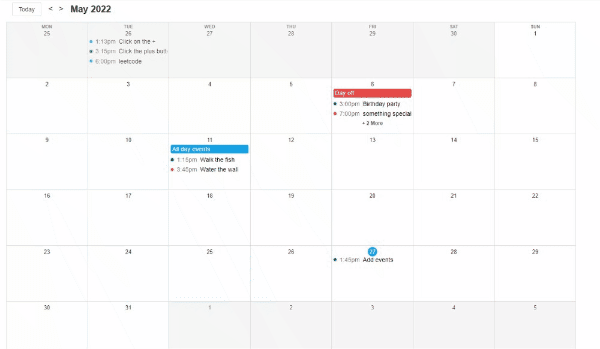 Today < > May 2022
MON TUE WED THU FRI SAT SUN
25 26 27 28 29 30 1
1:13pm Click on the +
3:15pm Click the plus butt
6:00pm leetcode
2 3 4 5 6 7 8
Day off
3:00pm Birthday party
7:00pm something special
+ 2 More
9 10 11 12 13 14 15
All day events
1:15pm Walk the fish
8:45pm Water the wall
16 17 18 19 20 21 22
23 24 25 26 27 28 29
1:45pm Add events
30 31 1 2 3 4 5